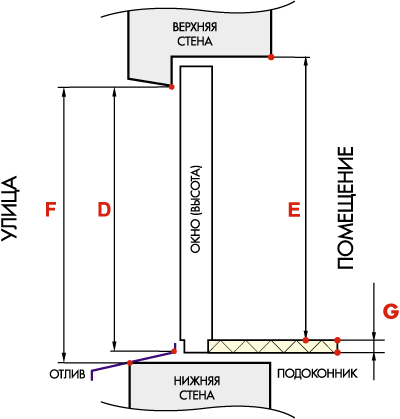 ВЕРХНЯЯ
СТЕНА
УЛИЦА
F
D
ОКНО (ВЫСОТА)
E
ПОМЕЩЕНИЕ
G
ОТЛИВ
ПОДОКОННИК
НИЖНЯЯ
СТЕНА